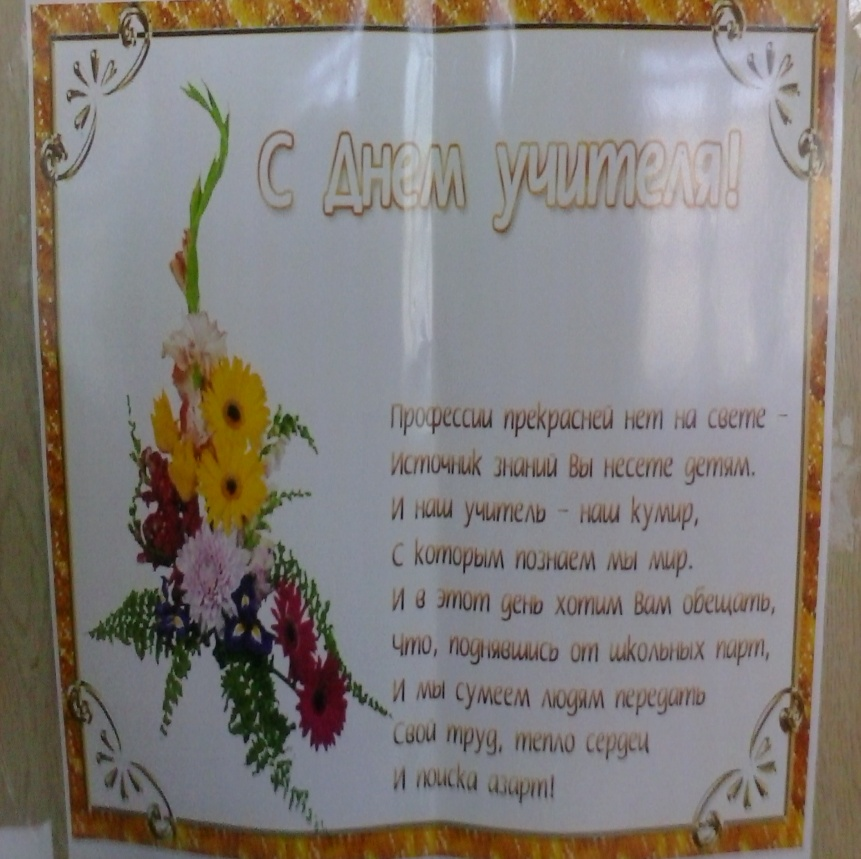 С Днем учителя!
Профессии прекрасней нет на свете -
Источник знаний Вы несете детям.
И наш учитель - наш кумир,
С которым познаем мы мир.
И в этот день хотим Вам обещать,
Что, поднявшись от школьных парт,
И мы сумеем людям передать
Свой труд, тепло сердец
И поиска азарт!